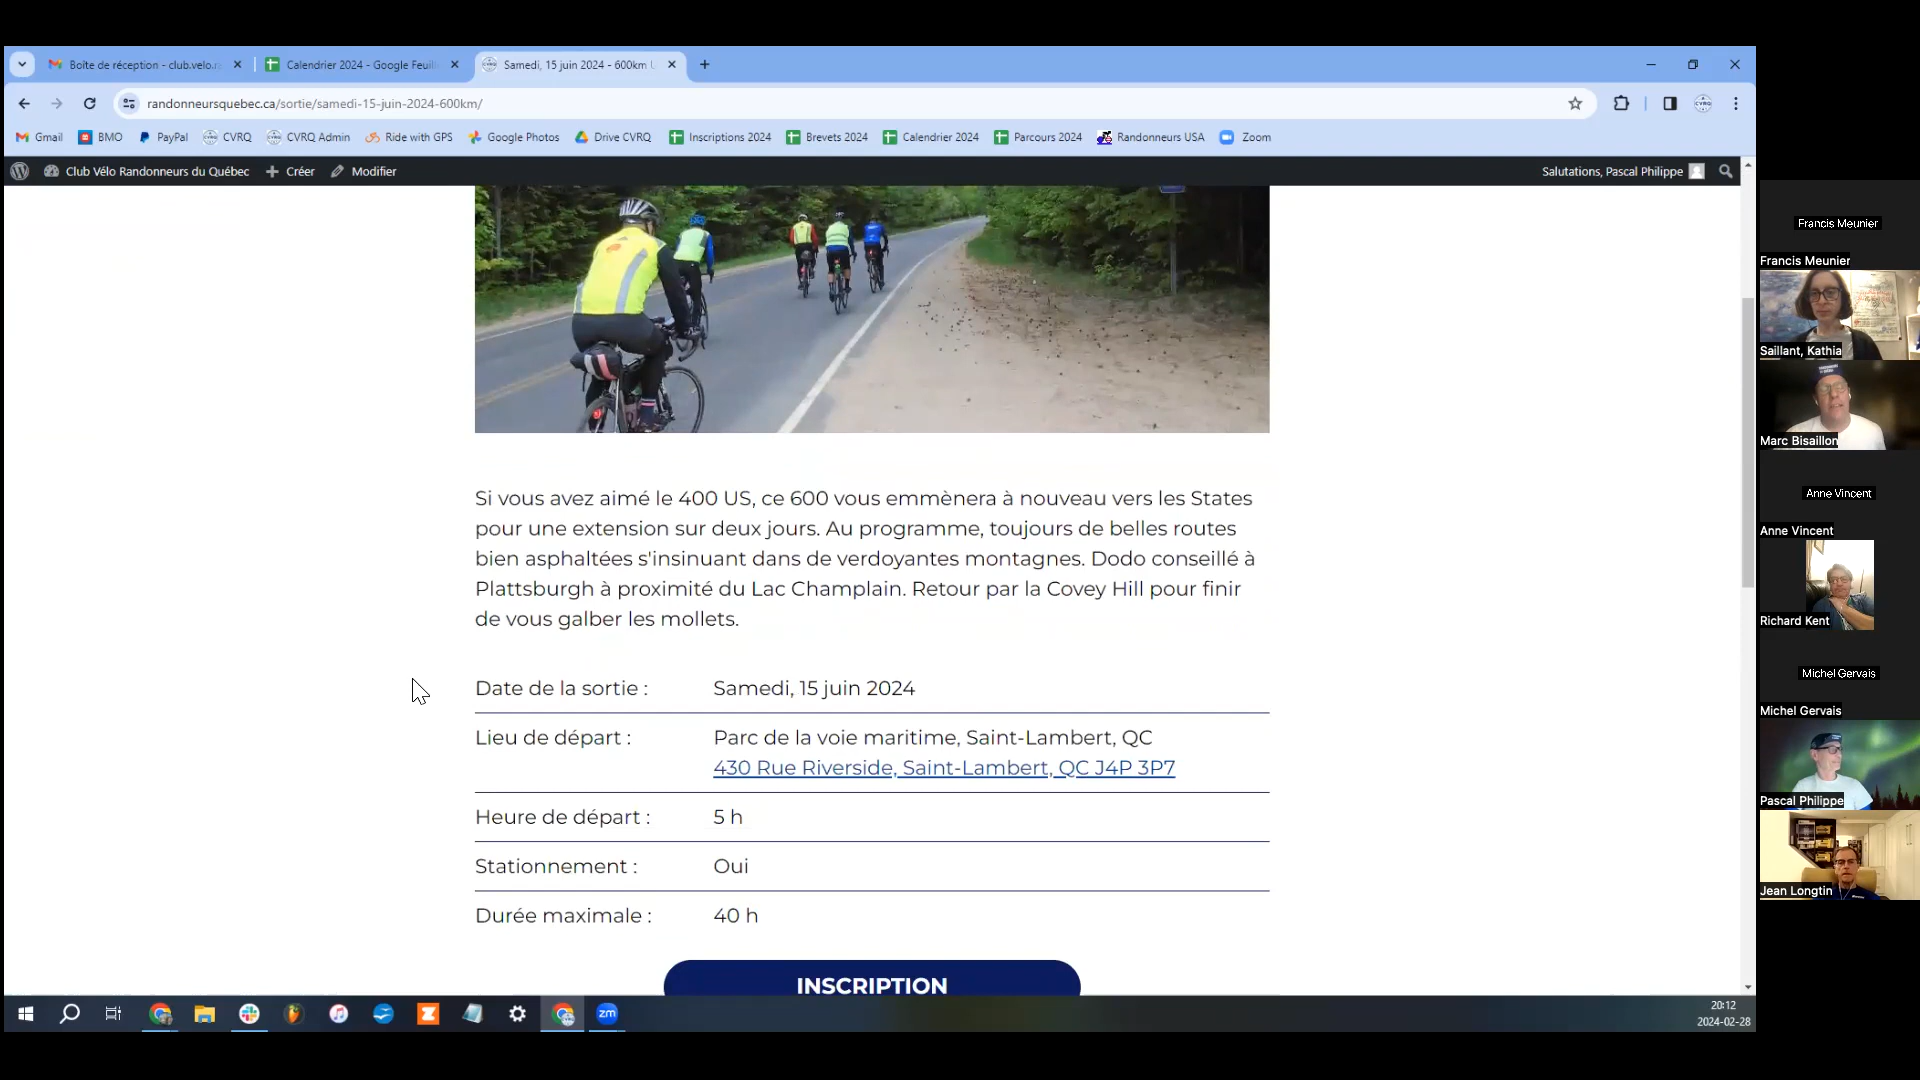 Boîte de réception - club.velo.r
Calendrier 2024 - Google Feuill
Samedi, 15 juin 2024 - 600km
randonneursquebec.ca/sortie/samedi-15-juin-2024-600km/
Gmail BMO PayPal CVRQ CVRQ Admin Ride with GPS Google Photos Drive CVRQ Inscriptions 2024 Brevets 2024 Calendrier 2024 Parcours 2024 Randonneurs USA Zoom
Club Vélo Randonneurs du Québec Créer Modifier Salutations, Pascal Philippe
Si vous avez aimé le 400 US, ce 600 vous emmènera à nouveau vers les States
pour une extension sur deux jours. Au programme, toujours de belles routes
bien asphaltées s'insinuant dans de verdoyantes montagnes. Dodo conseillé à
Plattsburgh à proximité du Lac Champlain. Retour par la Covey Hill pour finir
de vous galber les mollets.
Date de la sortie : Samedi, 15 juin 2024
Lieu de départ : Parc de la voie maritime, Saint-Lambert, QC
430 Rue Riverside, Saint-Lambert, QC J4P 3P7
Heure de départ : 5 h
Stationnement : Oui
Durée maximale : 40 h
INSCRIPTION
zm
20:12
2024-02-28
Francis Meunier
Francis Meunier
Saillant, Kathia
Marc Bisaillon
Anne Vincent
Anne Vincent
Richard Kent
Michel Gervais
Michel Gervais
Pascal Philippe
Jean Longtin